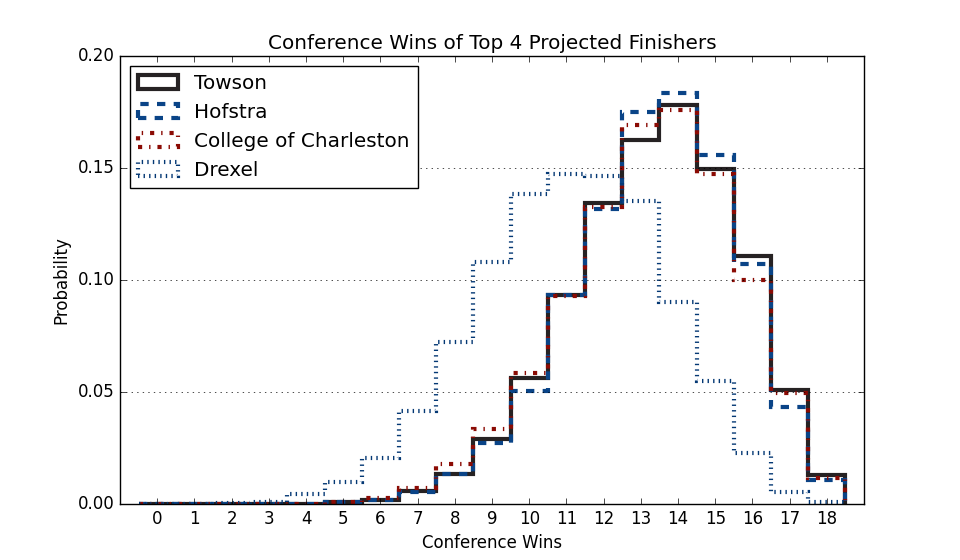 Conference Wins of Top 4 Projected Finishers
0.20
Towson
Hofstra
College of Charleston
Drexel
0.15
0.10
0.05
0.00
Probability
0 1 2 3 4 5 6 7 8 9 10 11 12 13 14 15 16 17 18
Conference Wins